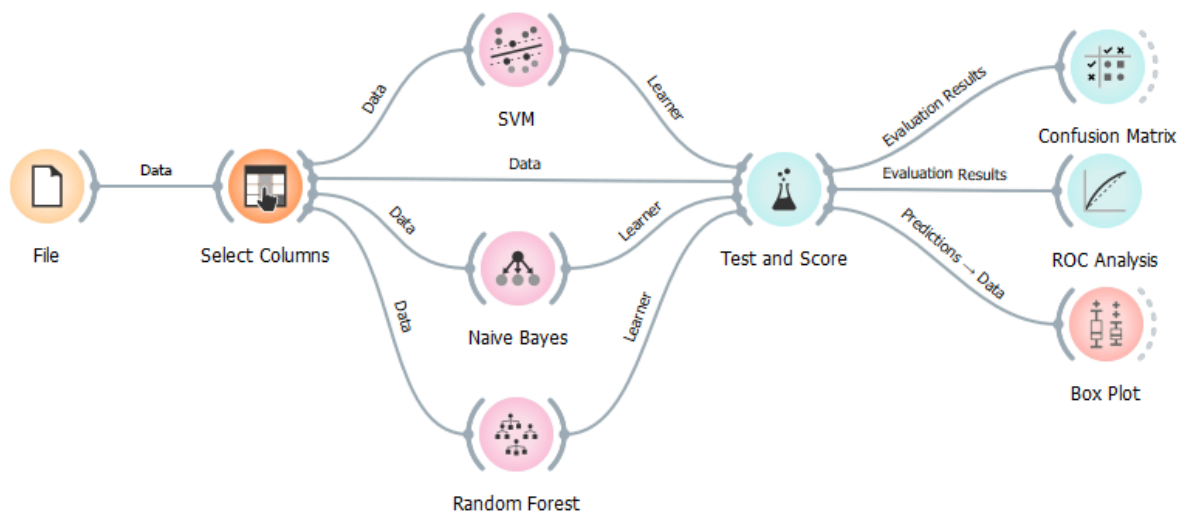 Data
SVM
Learner
Evaluation Results
Confusion Matrix
Data
File
Select Columns
Data
Test and Score
Evaluation Results
ROC Analysis
Data
Naive Bayes
Learner
Predictions → Data
Box Plot
Data
Random Forest
Learner